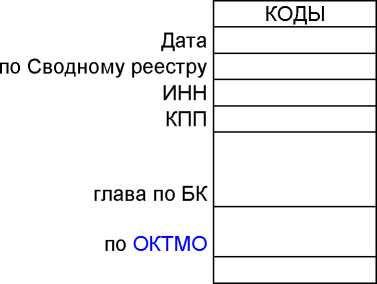 КОДЫ
Дата
по Сводному реестру
ИНН
КПП
глава по БК
по ОКТМО